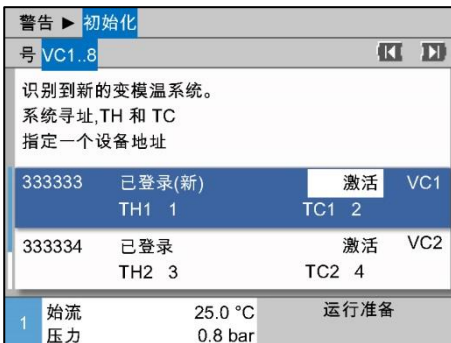 警告 ▶ 初始化
号 VC1..8
识别到新的变模温系统。
系统寻址,TH 和 TC
指定一个设备地址
333333 已登录(新) 激活 VC1
TH1 1 TC1 2
333334 已登录 激活 VC2
TH2 3 TC2 4
1 始流 25.0 °C 运行准备
压力 0.8 bar